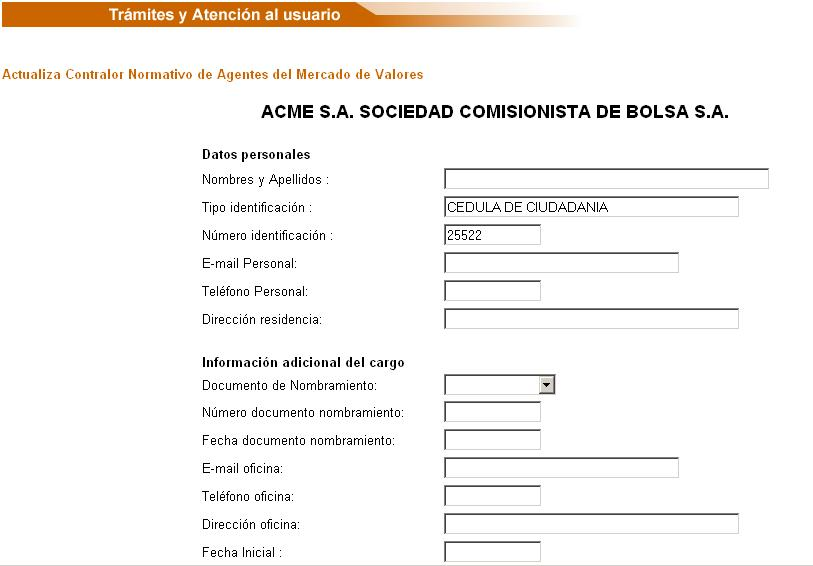 Trámites y Atención al usuario
Actualiza Contralor Normativo de Agentes del Mercado de Valores
ACME S.A. SOCIEDAD COMISIONISTA DE BOLSA S.A.
Datos personales
Nombres y Apellidos :
Tipo identificación : CEDULA DE CIUDADANIA
Número identificación : 25522
E-mail Personal:
Teléfono Personal:
Dirección residencia:
Información adicional del cargo
Documento de Nombramiento:
Número documento nombramiento:
Fecha documento nombramiento:
E-mail oficina:
Teléfono oficina:
Dirección oficina:
Fecha Inicial :